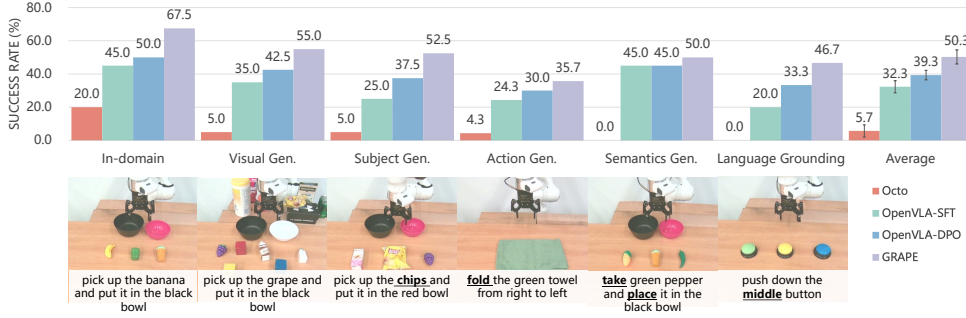 SUCCESS RATE (%)
80.0
60.0
40.0
20.0
0.0
20.0
45.0
50.0
67.5
5.0
35.0
42.5
55.0
5.0
25.0
37.5
52.5
4.3
24.3
30.0
35.7
0.0
45.0
45.0
50.0
0.0
20.0
33.3
46.7
5.7
32.3
39.3
50.3
In-domain
Visual Gen.
Subject Gen.
Action Gen.
Semantics Gen.
Language Grounding
Average
Octo
OpenVLA-SFT
OpenVLA-DPO
GRAPE
pick up the banana
and put it in the black
bowl
pick up the grape and
put it in the black
bowl
pick up the chips and
put it in the red bowl
fold the green towel
from right to left
take green pepper
and place it in the
black bowl
push down the
middle button